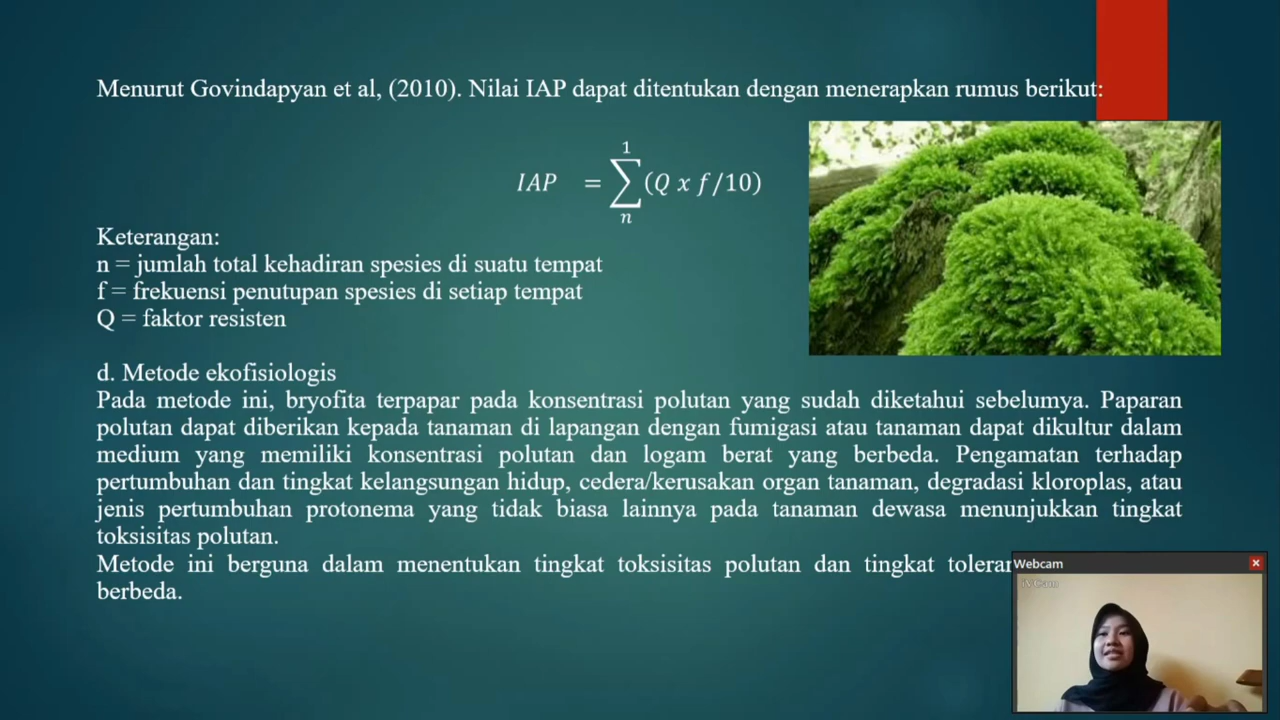 Menurut Govindapyan et al, (2010). Nilai IAP dapat ditentukan dengan menerapkan rumus berikut:
1
IAP = ∑ (Q x f/10)
n
Keterangan:
n = jumlah total kehadiran spesies di suatu tempat
f = frekuensi penutupan spesies di setiap tempat
Q = faktor resisten
d. Metode ekofisiologis
Pada metode ini, bryofita terpapar pada konsentrasi polutan yang sudah diketahui sebelumya. Paparan
polutan dapat diberikan kepada tanaman di lapangan dengan fumigasi atau tanaman dapat dikultur dalam
medium yang memiliki konsentrasi polutan dan logam berat yang berbeda. Pengamatan terhadap
pertumbuhan dan tingkat kelangsungan hidup, cedera/kerusakan organ tanaman, degradasi kloroplas, atau
jenis pertumbuhan protonema yang tidak biasa lainnya pada tanaman dewasa menunjukkan tingkat
toksisitas polutan.
Metode ini berguna dalam menentukan tingkat toksisitas polutan dan tingkat
berbeda.
Webcam
iVCam